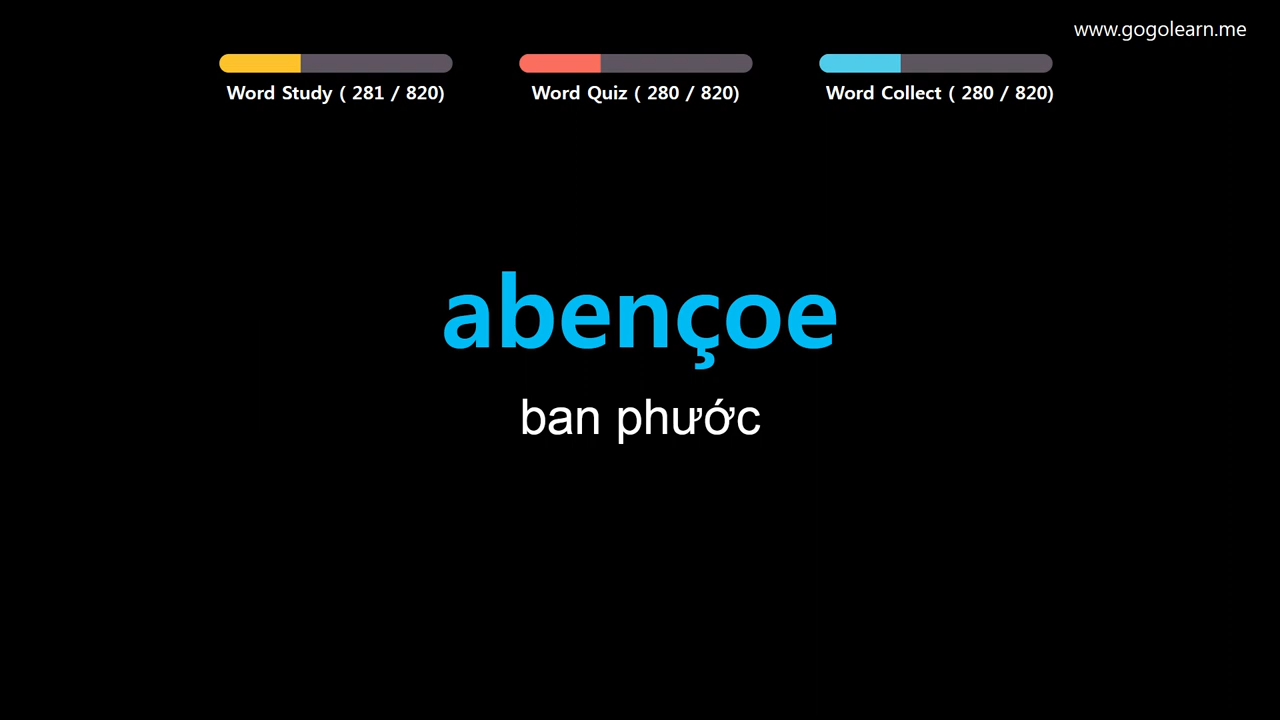 www.gogolearn.me
Word Study ( 281 / 820)
Word Quiz ( 280 / 820)
Word Collect ( 280 / 820)
abençoe
ban phước